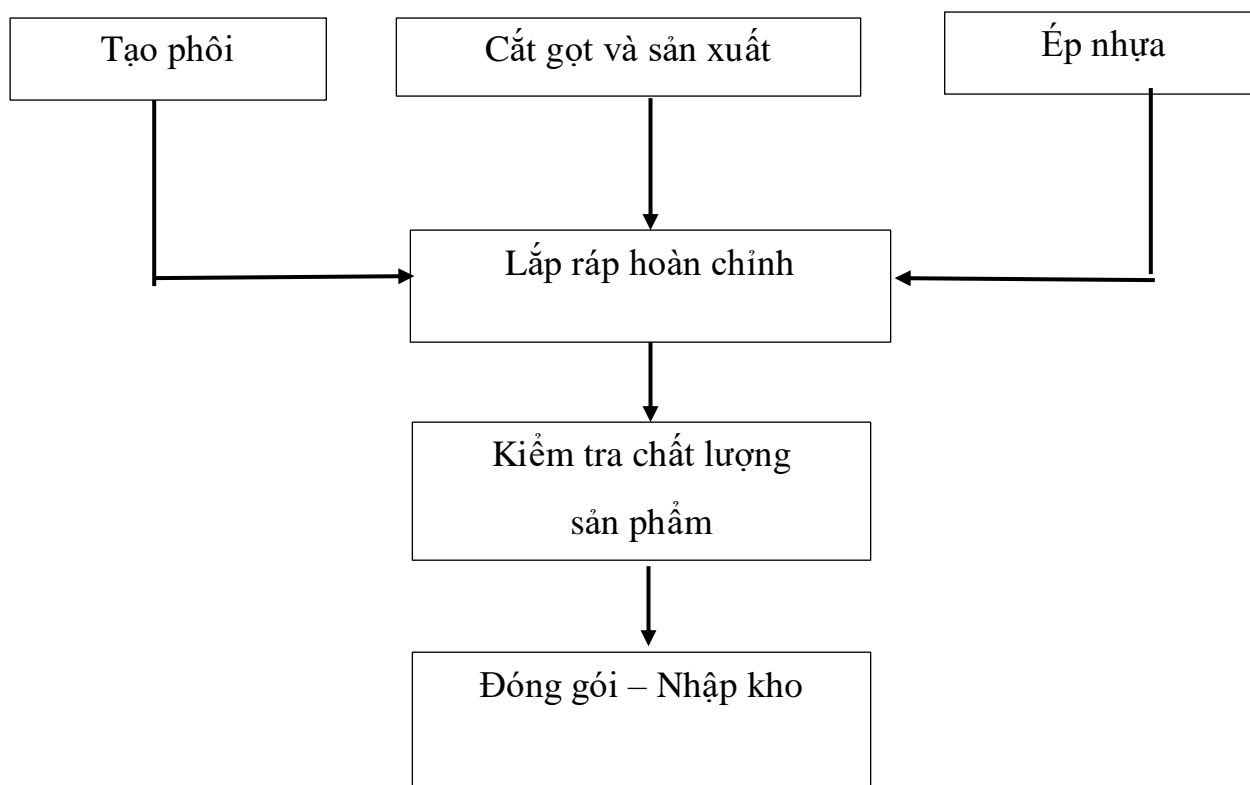 Tạo phôi
Cắt gọt và sản xuất
Ép nhựa
Lắp ráp hoàn chỉnh
Kiểm tra chất lượng
sản phẩm
Đóng gói – Nhập kho